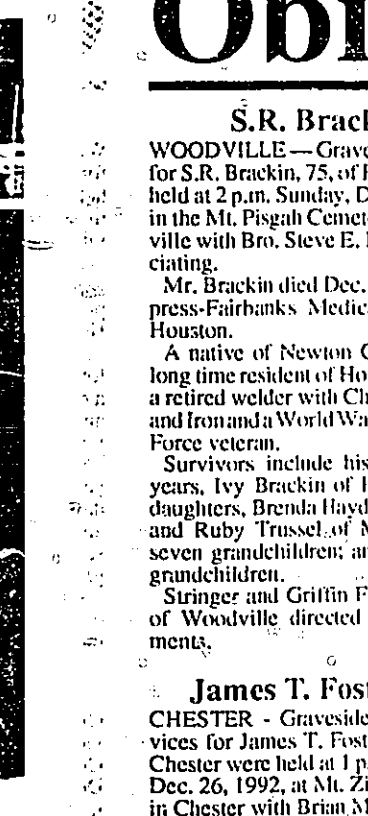 Obi
S.R. Brack
WOODVILLE — Grave
for S.R. Brackin, 75, of H
held at 2 p.m. Sunday, D
in the Mt. Pisgah Cemet
ville with Bro. Steve E.
ciating.
Mr. Brackin died Dec.
press-Fairbanks Medica
Houston.
A native of Newton C
long time resident of Ho
a retired welder with Ch
and Iron and a World Wa
Force veteran.
Survivors include his
years, Ivy Brackin of H
daughters, Brenda Hayd
and Ruby Trussel of M
seven grandchildren; an
grandchildren.
Stringer and Griffin F
of Woodville directed
ments.
James T. Fost
CHESTER - Graveside
vices for James T. Fost
Chester were held at 1 p
Dec. 26, 1992, at Mt. Zi
in Chester with Brian M